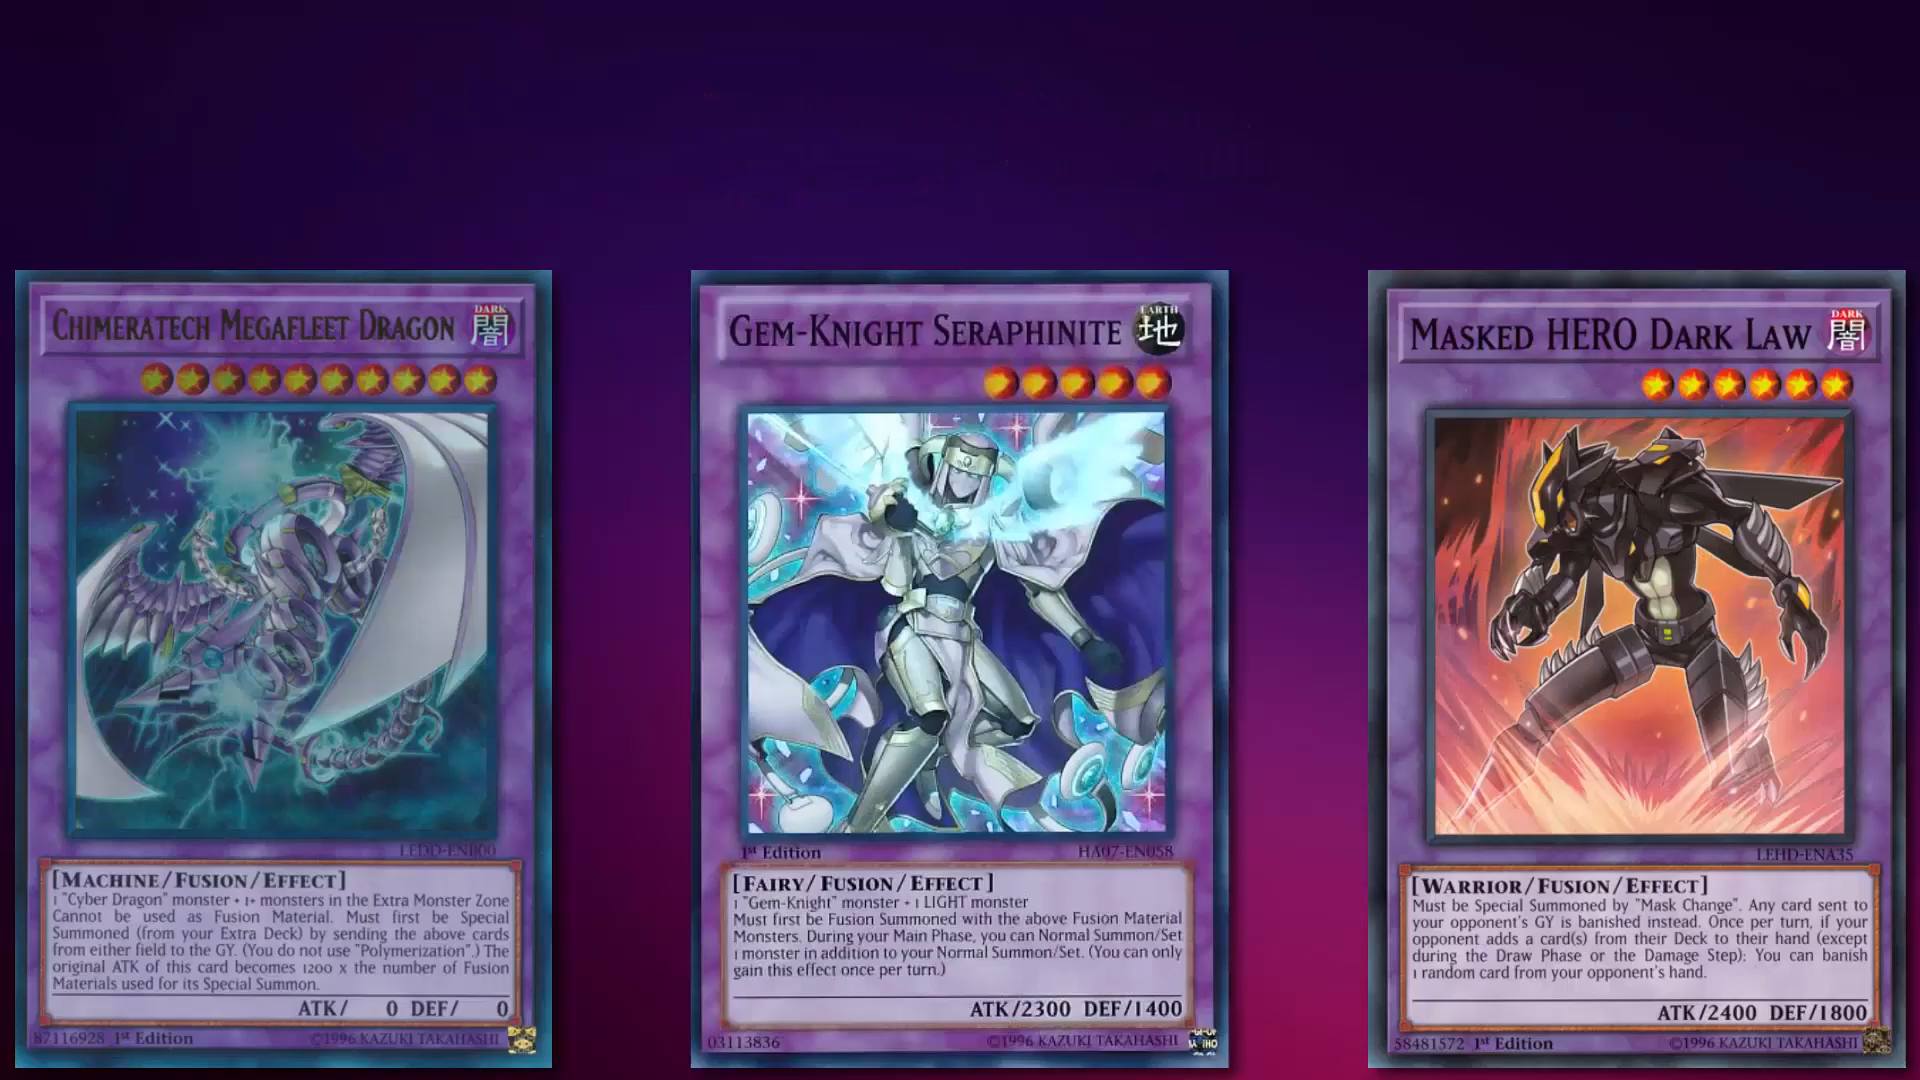 CHIMERATECH MEGAFLEET DRAGON
DARK
闇
LEDD-ENB00
[MACHINE/FUSION/EFFECT]
1 "Cyber Dragon" monster + 1+ monsters in the Extra Monster Zone
Cannot be used as Fusion Material. Must first be Special
Summoned (from your Extra Deck) by sending the above cards
from either field to the GY. (You do not use "Polymerization".) The
original ATK of this card becomes 1200 x the number of Fusion
Materials used for its Special Summon.
ATK/ 0 DEF/ 0
87116928 1st Edition
©1996 KAZUKI TAKAHASHI
GEM-KNIGHT SERAPHINITE
EARTH
地
1st Edition
HA07-EN058
[FAIRY/FUSION/EFFECT]
1 "Gem-Knight" monster + 1 LIGHT monster
Must first be Fusion Summoned with the above Fusion Material
Monsters. During your Main Phase, you can Normal Summon/Set
1 monster in addition to your Normal Summon/Set. (You can only
gain this effect once per turn.)
ATK/2300 DEF/1400
03113836
©1996 KAZUKI TAKAHASHI
MASKED HERO DARK LAW
DARK
闇
LEHD-ENA35
[WARRIOR/FUSION/EFFECT]
Must be Special Summoned by "Mask Change". Any card sent to
your opponent's GY is banished instead. Once per turn, if your
opponent adds a card(s) from their Deck to their hand (except
during the Draw Phase or the Damage Step): You can banish
1 random card from your opponent's hand.
ATK/2400 DEF/1800
58481572 1st Edition
©1996 KAZUKI TAKAHASHI